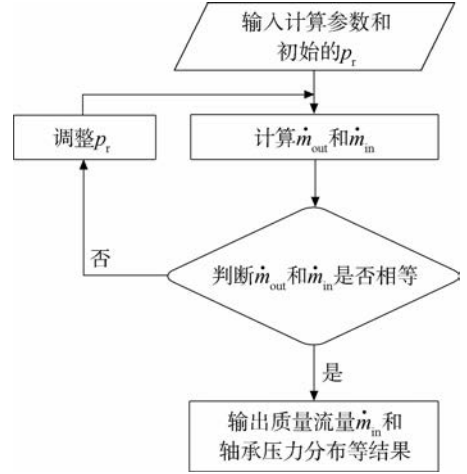 输入计算参数和
初始的pr
调整pr
计算ṁout和ṁin
否
判断ṁout和ṁin是否相等
是
输出质量流量ṁin和
轴承压力分布等结果